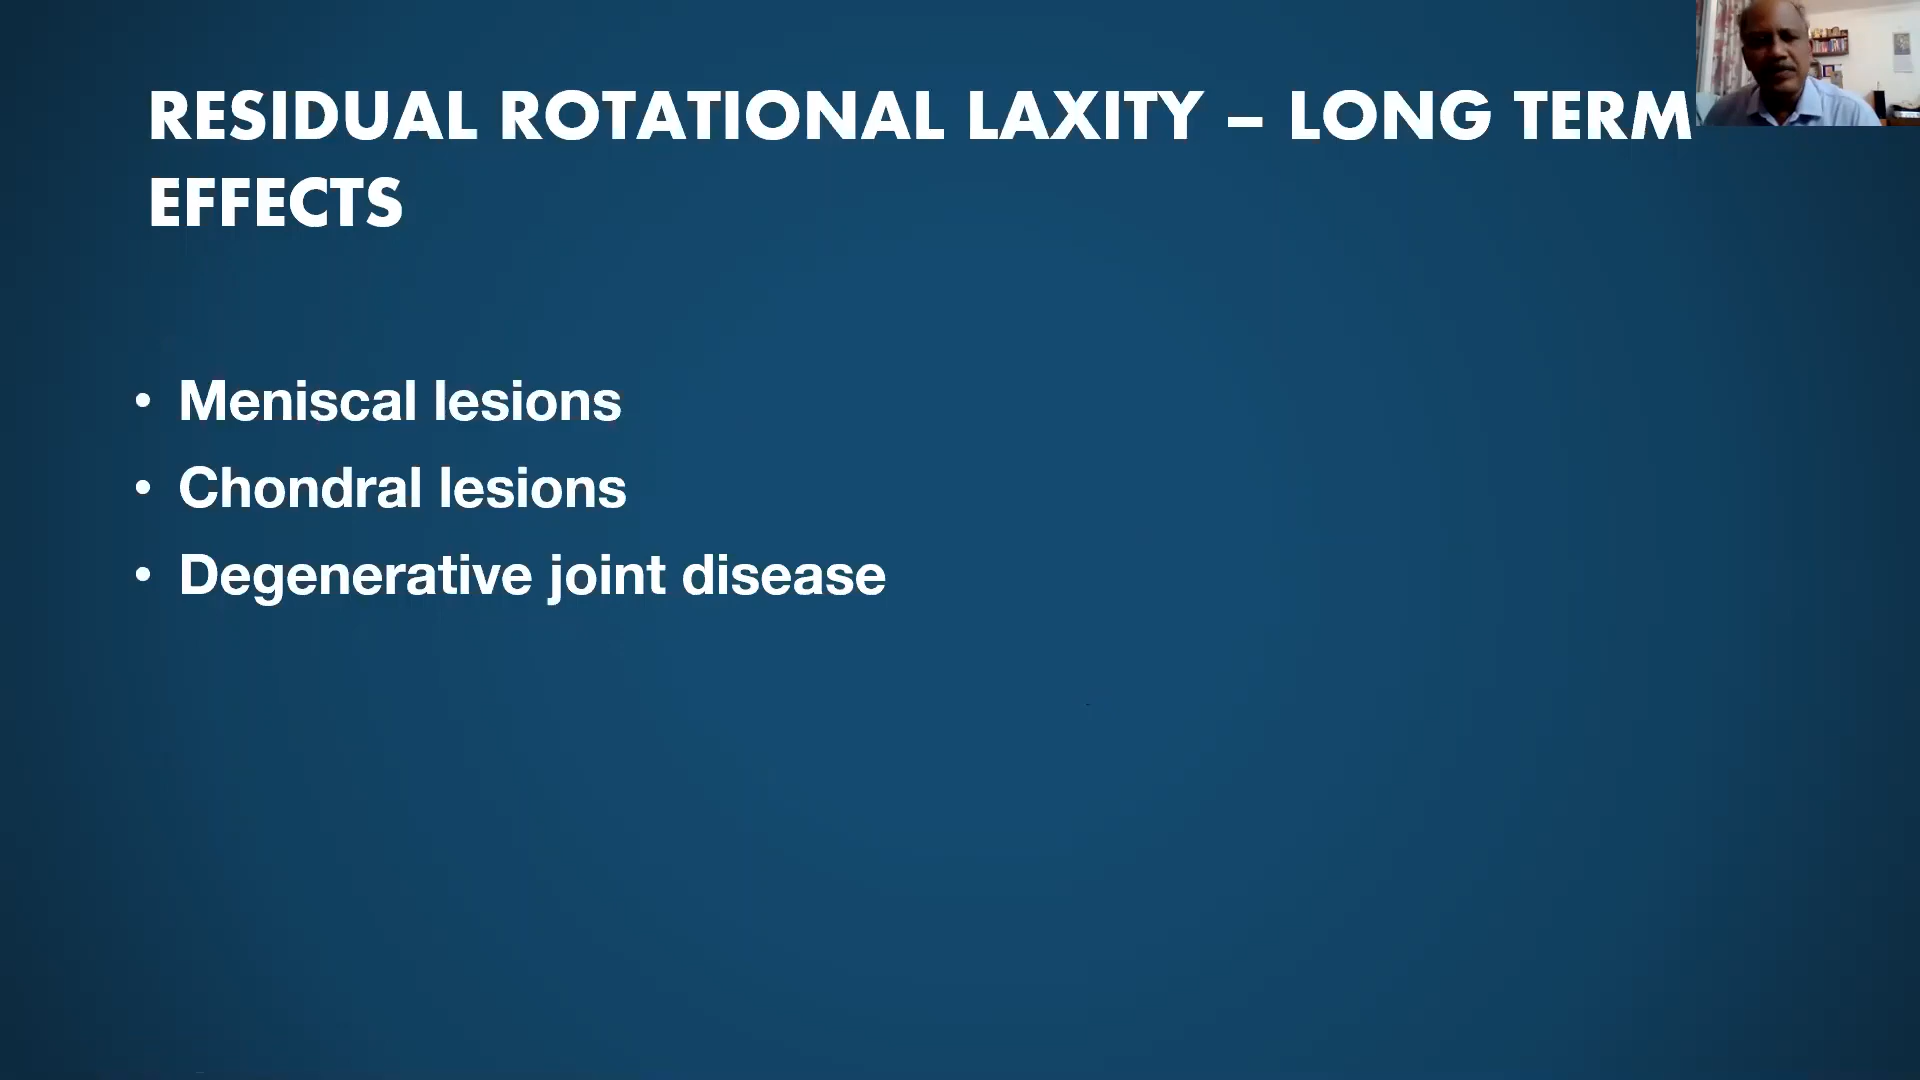 RESIDUAL ROTATIONAL LAXITY – LONG TERM
EFFECTS
• Meniscal lesions
• Chondral lesions
• Degenerative joint disease